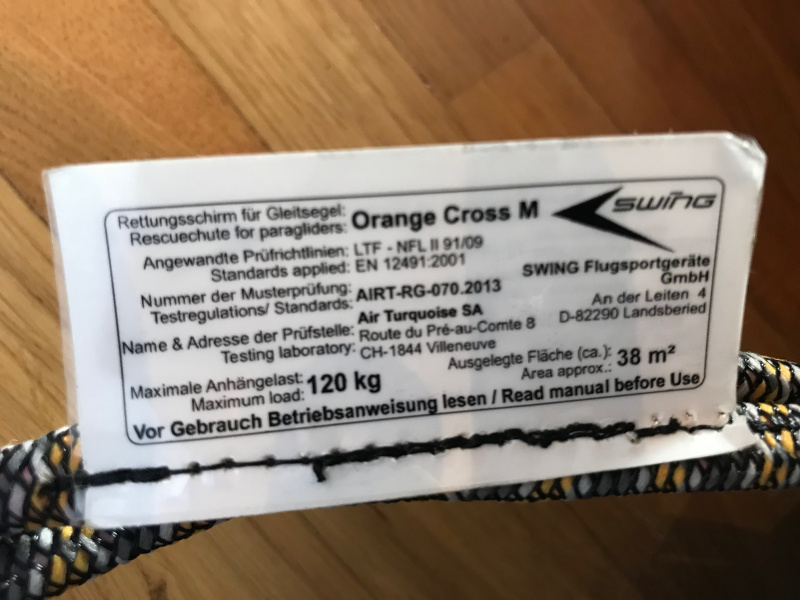 Rettungsschirm für Gleitsegel: Orange Cross M
Rescuechute for paragliders:
SWING
Angewandte Prüfrichtlinien: LTF - NFL II 91/09
Standards applied: EN 12491:2001
SWING Flugsportgeräte
GmbH
An der Leiten 4
D-82290 Landsberied
Nummer der Musterprüfung: AIRT-RG-070.2013
Testregulations/ Standards:
Air Turquoise SA
Name & Adresse der Prüfstelle: Route du Pré-au-Comte 8
Testing laboratory: CH-1844 Villeneuve
Ausgelegte Fläche (ca.): 38 m²
Area approx.:
Maximale Anhängelast: 120 kg
Maximum load:
Vor Gebrauch Betriebsanweisung lesen / Read manual before Use